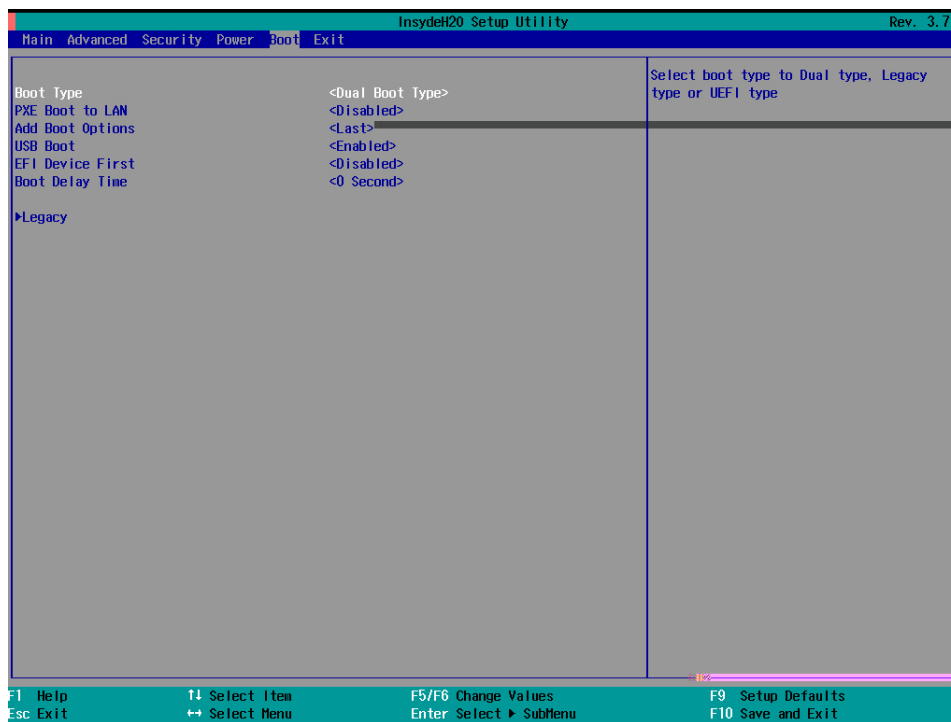 InsydeH20 Setup Utility Rev. 3.7
Main Advanced Security Power Boot Exit
Boot Type <Dual Boot Type>
PXE Boot to LAN <Disabled>
Add Boot Options <Last>
USB Boot <Enabled>
EFI Device First <Disabled>
Boot Delay Time <0 Second>
▶Legacy
Select boot type to Dual type, Legacy
type or UEFI type
F1 Help ↑↓ Select Item F5/F6 Change Values F9 Setup Defaults
Esc Exit ↔ Select Menu Enter Select ▶ SubMenu F10 Save and Exit